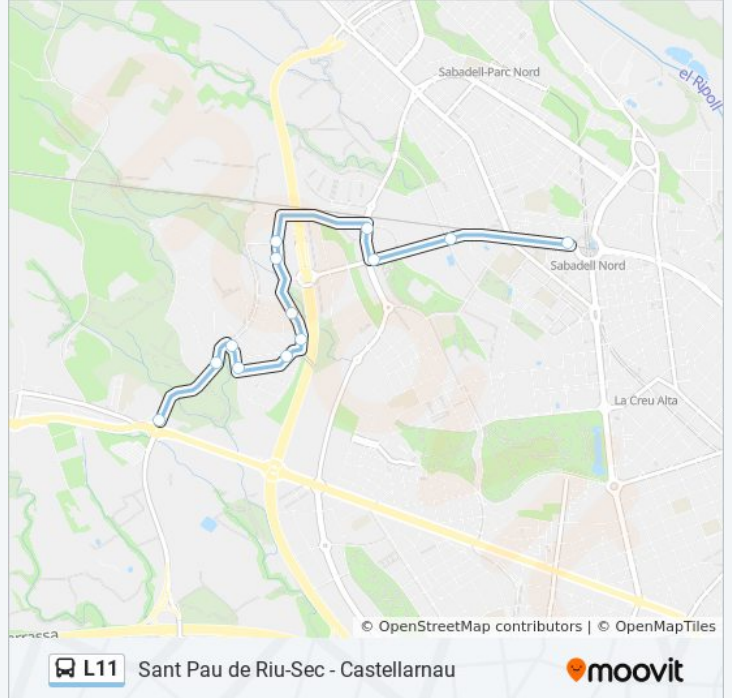 Sabadell-Parc Nord
el Ripoll
Sabadell Nord
La Creu Alta
© OpenStreetMap contributors | © OpenMapTiles
L11 Sant Pau de Riu-Sec - Castellarnau
moovit